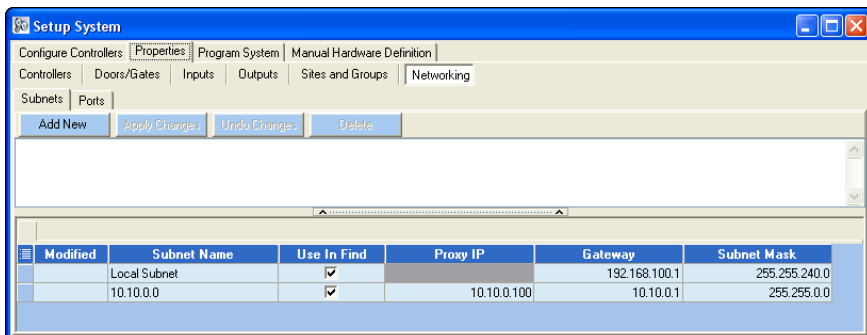 Setup System
Configure Controllers Properties Program System Manual Hardware Definition
Controllers Doors/Gates Inputs Outputs Sites and Groups Networking
Subnets Ports
Add New Apply Changes Undo Changes Delete
Modified Subnet Name Use In Find Proxy IP Gateway Subnet Mask
Local Subnet 192.168.100.1 255.255.240.0
10.10.0.0 10.10.0.100 10.10.0.1 255.255.0.0